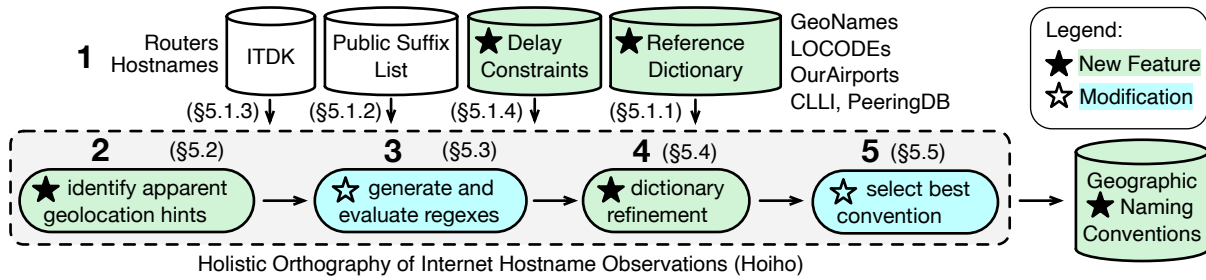 1
Routers
Hostnames
ITDK
Public Suffix
List
★ Delay
Constraints
★ Reference
Dictionary
GeoNames
LOCODEs
OurAirports
CLLI, PeeringDB
Legend:
★ New Feature
☆ Modification
(§5.1.3)
(§5.1.2)
(§5.1.4)
(§5.1.1)
2 (§5.2)
★ identify apparent
geolocation hints
3 (§5.3)
☆ generate and
evaluate regexes
4 (§5.4)
★ dictionary
refinement
5 (§5.5)
☆ select best
convention
Geographic
★ Naming
Conventions
Holistic Orthography of Internet Hostname Observations (Hoiho)